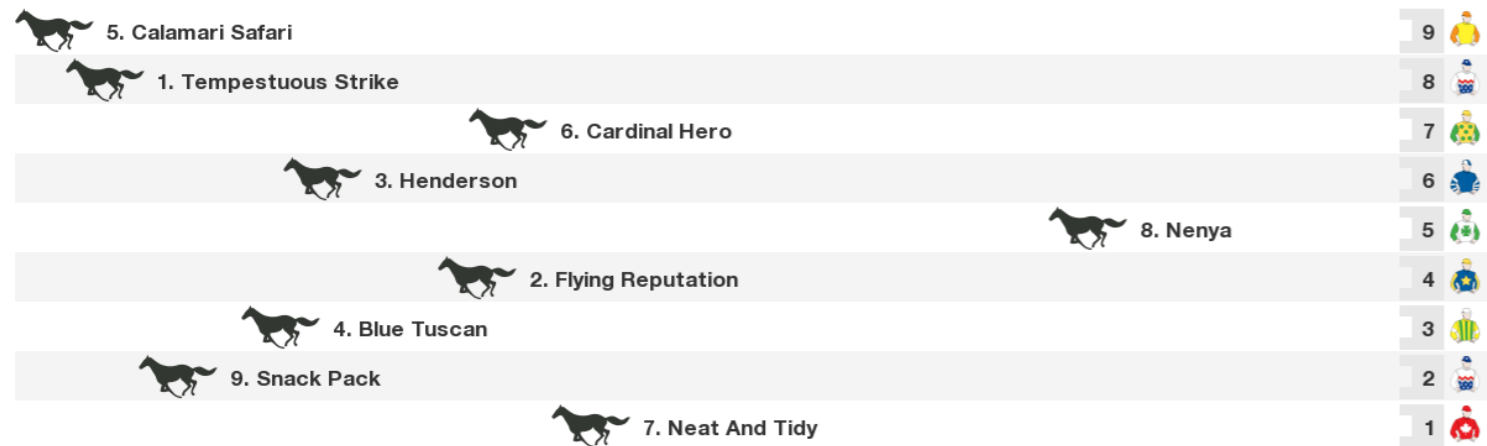 5. Calamari Safari 9
1. Tempestuous Strike 8
6. Cardinal Hero 7
3. Henderson 6
8. Nenya 5
2. Flying Reputation 4
4. Blue Tuscan 3
9. Snack Pack 2
7. Neat And Tidy 1